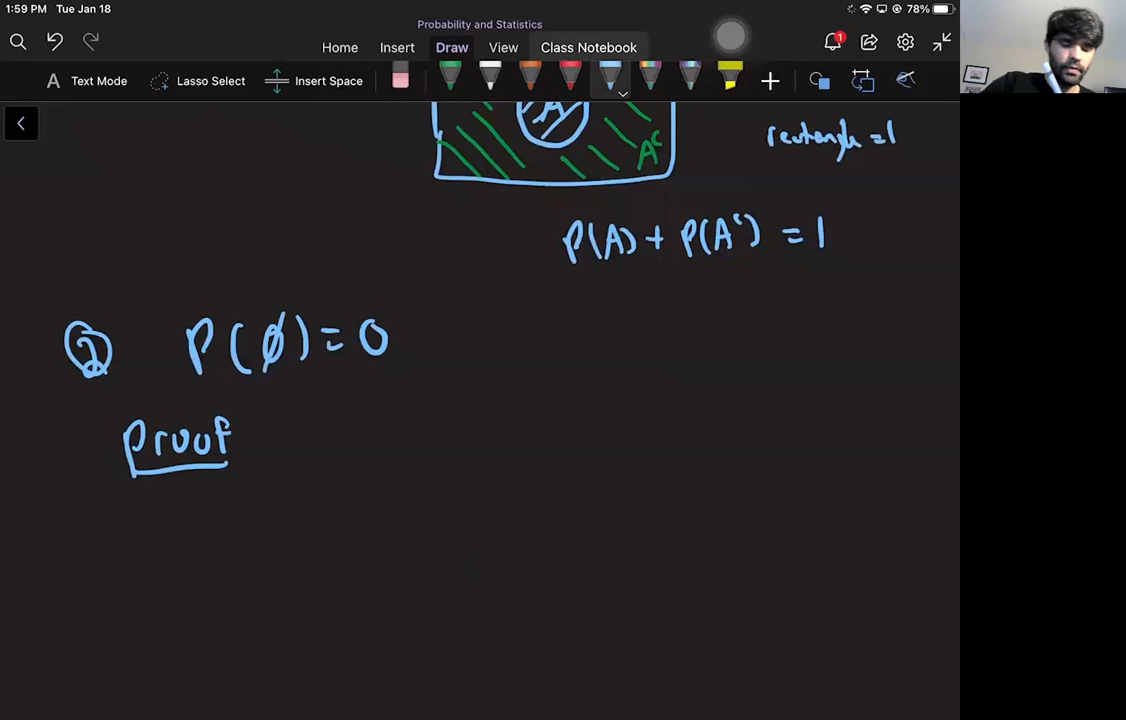 1:59 PM Tue Jan 18
78%
Probability and Statistics
Home Insert Draw View Class Notebook
1
Text Mode Lasso Select Insert Space
A
A^c
rectangle = 1
P(A) + P(A^c) = 1
② P(∅) = 0
Proof